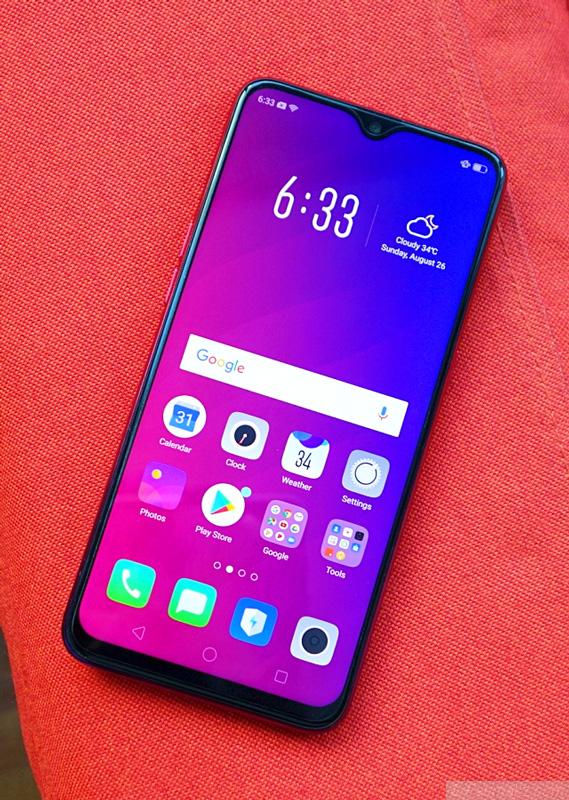 6:33
6:33
Cloudy 34℃
Sunday, August 26
Google
31
34
Calendar
Clock
Weather
Settings
Photos
Play Store
Google
Tools